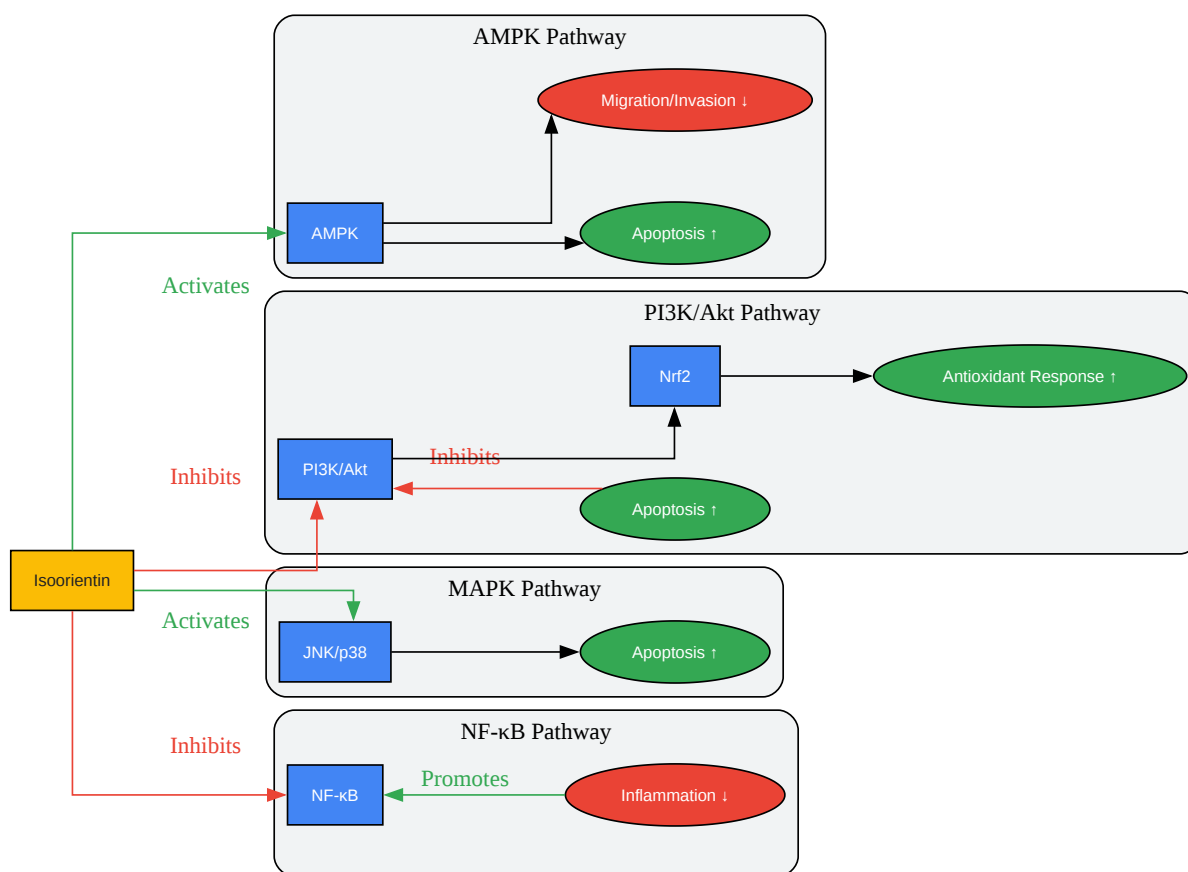 AMPK Pathway
Migration/Invasion ↓
AMPK
Apoptosis ↑
Activates
PI3K/Akt Pathway
Nrf2
Antioxidant Response ↑
Inhibits
PI3K/Akt
Inhibits
Apoptosis ↑
Isoorientin
MAPK Pathway
Activates
JNK/p38
Apoptosis ↑
NF-κB Pathway
Inhibits
NF-κB
Promotes
Inflammation ↓